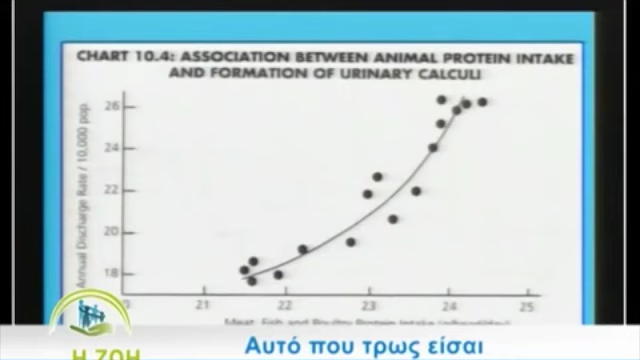 CHART 10.4: ASSOCIATION BETWEEN ANIMAL PROTEIN INTAKE
AND FORMATION OF URINARY CALCULI
Annual Discharge Rate / 10,000 pop.
26
24
22
20
18
21
22
23
24
25
Meat, Fish and Poultry Protein Intake
Η ΖΩΗ
Αυτό που τρως είσαι